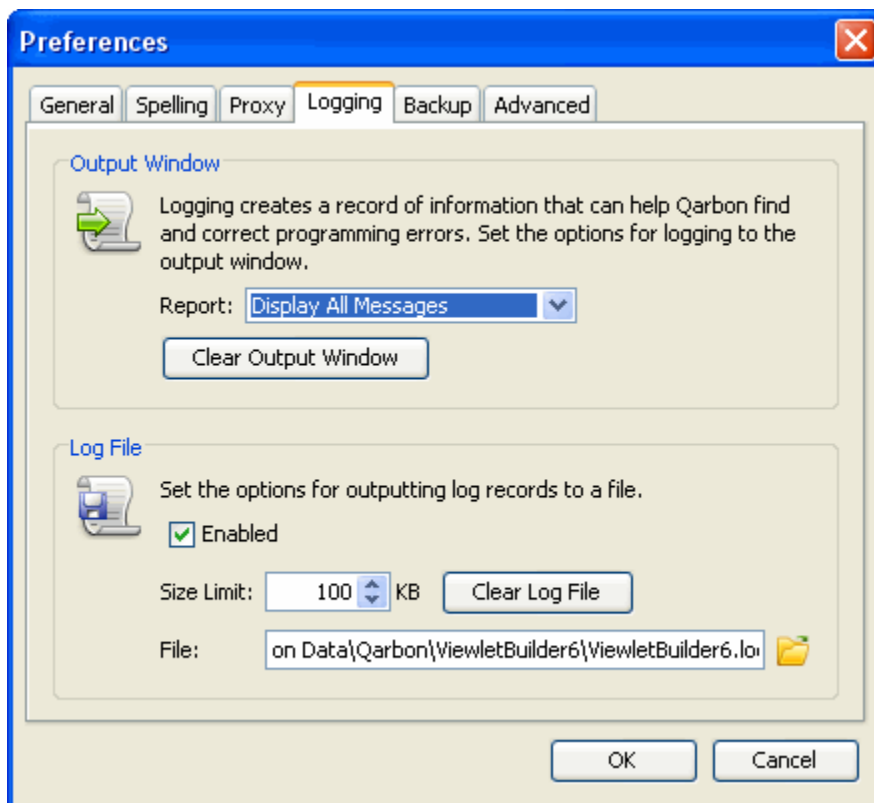 Preferences
General Spelling Proxy Logging Backup Advanced
Output Window
Logging creates a record of information that can help Qarbon find
and correct programming errors. Set the options for logging to the
output window.
Report: Display All Messages
Clear Output Window
Log File
Set the options for outputting log records to a file.
Enabled
Size Limit: 100 KB Clear Log File
File: on Data\Qarbon\ViewletBuilder6\ViewletBuilder6.lo
OK Cancel